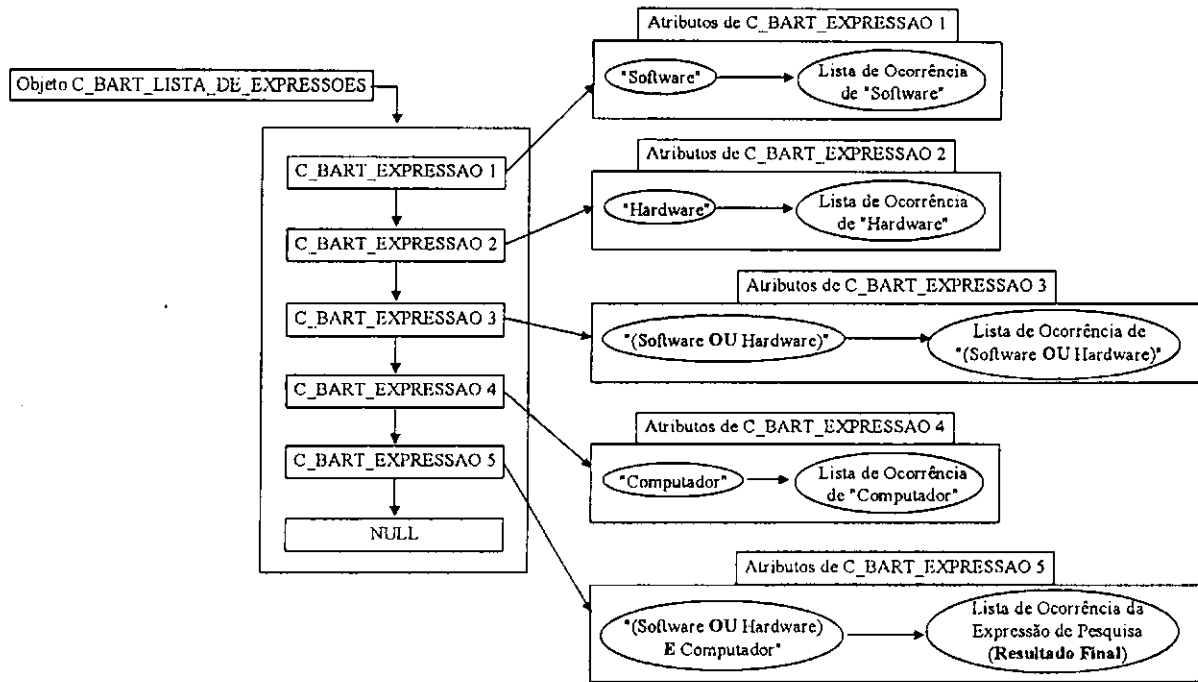 Objeto C_BART_LISTA_DE_EXPRESSOES
C_BART_EXPRESSAO 1
C_BART_EXPRESSAO 2
C_BART_EXPRESSAO 3
C_BART_EXPRESSAO 4
C_BART_EXPRESSAO 5
NULL
Atributos de C_BART_EXPRESSAO 1
"Software"
Lista de Ocorrência
de "Software"
Atributos de C_BART_EXPRESSAO 2
"Hardware"
Lista de Ocorrência
de "Hardware"
Atributos de C_BART_EXPRESSAO 3
"(Software OU Hardware)"
Lista de Ocorrência de
"(Software OU Hardware)"
Atributos de C_BART_EXPRESSAO 4
"Computador"
Lista de Ocorrência
de "Computador"
Atributos de C_BART_EXPRESSAO 5
"(Software OU Hardware)
E Computador"
Lista de Ocorrência da
Expressão de Pesquisa
(Resultado Final)